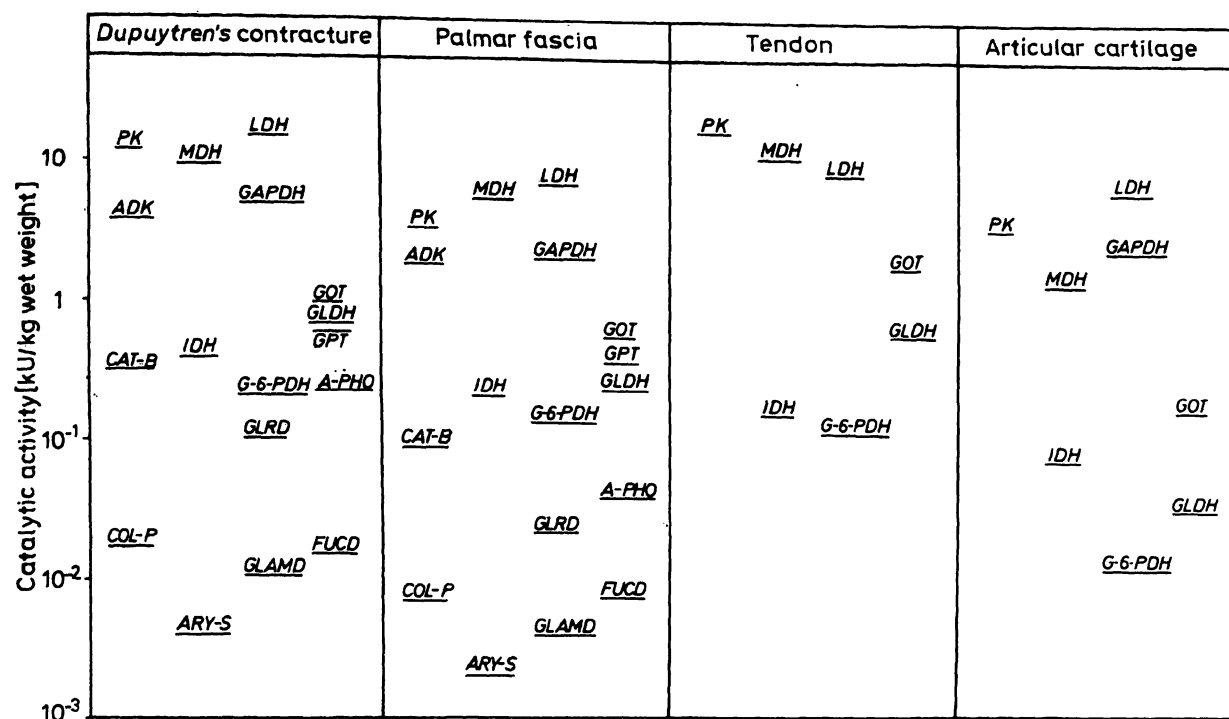 Dupuytren's contracture
Palmar fascia
Tendon
Articular cartilage
Catalytic activity [kU/kg wet weight]
10
1
10⁻¹
10⁻²
10⁻³
LDH
PK
MDH
GAPDH
ADK
GOT
GLDH
GPT
IDH
CAT-B
G-6-PDH
A-PHO
GLRD
COL-P
FUCD
GLAMD
ARY-S
LDH
MDH
PK
GAPDH
ADK
GOT
GPT
GLDH
IDH
G-6-PDH
CAT-B
A-PHO
GLRD
COL-P
FUCD
GLAMD
ARY-S
PK
MDH
LDH
GOT
GLDH
IDH
G-6-PDH
LDH
PK
GAPDH
MDH
GOT
IDH
GLDH
G-6-PDH